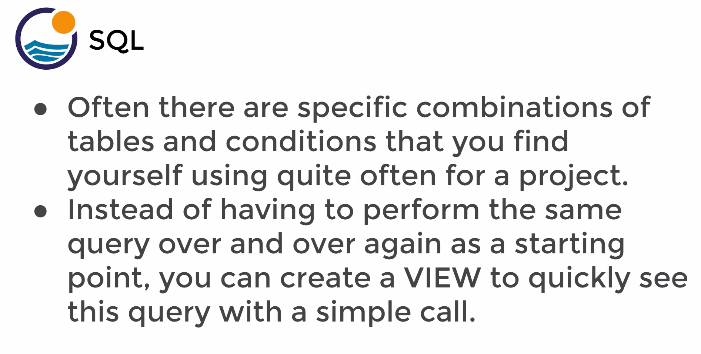 SQL
● Often there are specific combinations of
tables and conditions that you find
yourself using quite often for a project.
● Instead of having to perform the same
query over and over again as a starting
point, you can create a VIEW to quickly see
this query with a simple call.